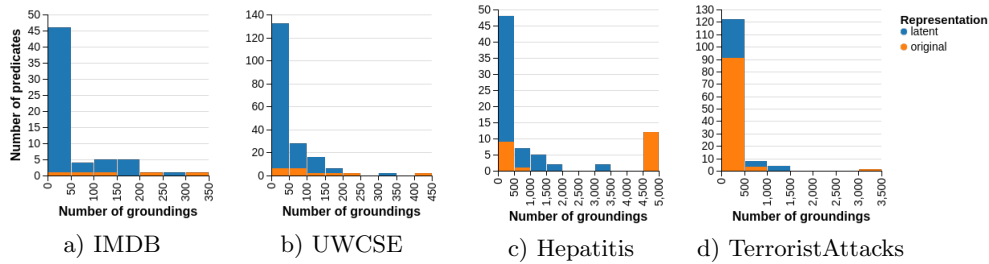 Number of predicates
50
45
40
35
30
25
20
15
10
5
0
0 50 100 150 200 250 300 350
Number of groundings
a) IMDB
140
120
100
80
60
40
20
0
0 50 100 150 200 250 300 350 400 450
Number of groundings
b) UWCSE
50
45
40
35
30
25
20
15
10
5
0
0 500 1,000 1,500 2,000 2,500 3,000 3,500 4,000 4,500 5,000
Number of groundings
c) Hepatitis
130
120
110
100
90
80
70
60
50
40
30
20
10
0
0 500 1,000 1,500 2,000 2,500 3,000 3,500
Number of groundings
d) TerroristAttacks
Representation
latent
original